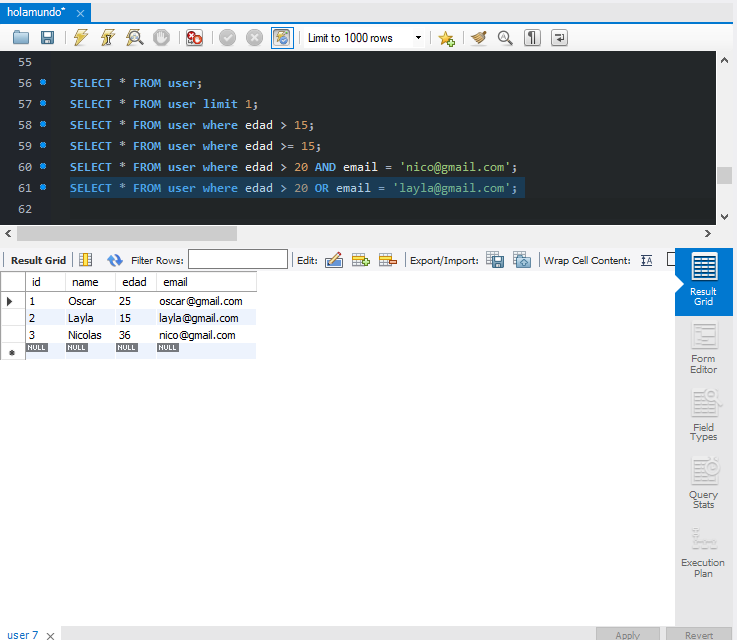 holamundo*
Limit to 1000 rows
55
56 SELECT * FROM user;
57 SELECT * FROM user limit 1;
58 SELECT * FROM user where edad > 15;
59 SELECT * FROM user where edad >= 15;
60 SELECT * FROM user where edad > 20 AND email = 'nico@gmail.com';
61 SELECT * FROM user where edad > 20 OR email = 'layla@gmail.com';
62
Result Grid Filter Rows: Edit: Export/Import: Wrap Cell Content: IA
id name edad email
1 Oscar 25 oscar@gmail.com
2 Layla 15 layla@gmail.com
3 Nicolas 36 nico@gmail.com
NULL NULL NULL NULL
Result
Grid
Form
Editor
Field
Types
Query
Stats
Execution
Plan
user 7
Apply Revert